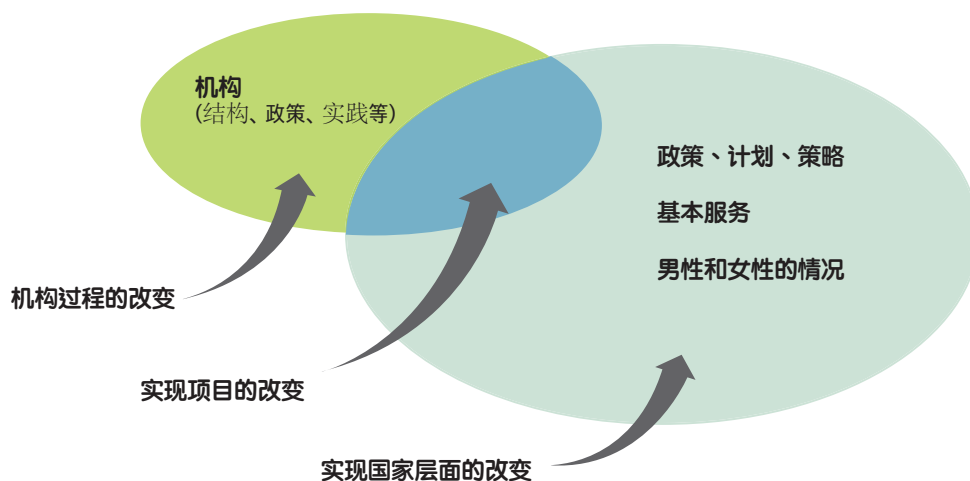 机构
(结构、政策、实践等)
政策、计划、策略
基本服务
男性和女性的情况
机构过程的改变
实现项目的改变
实现国家层面的改变